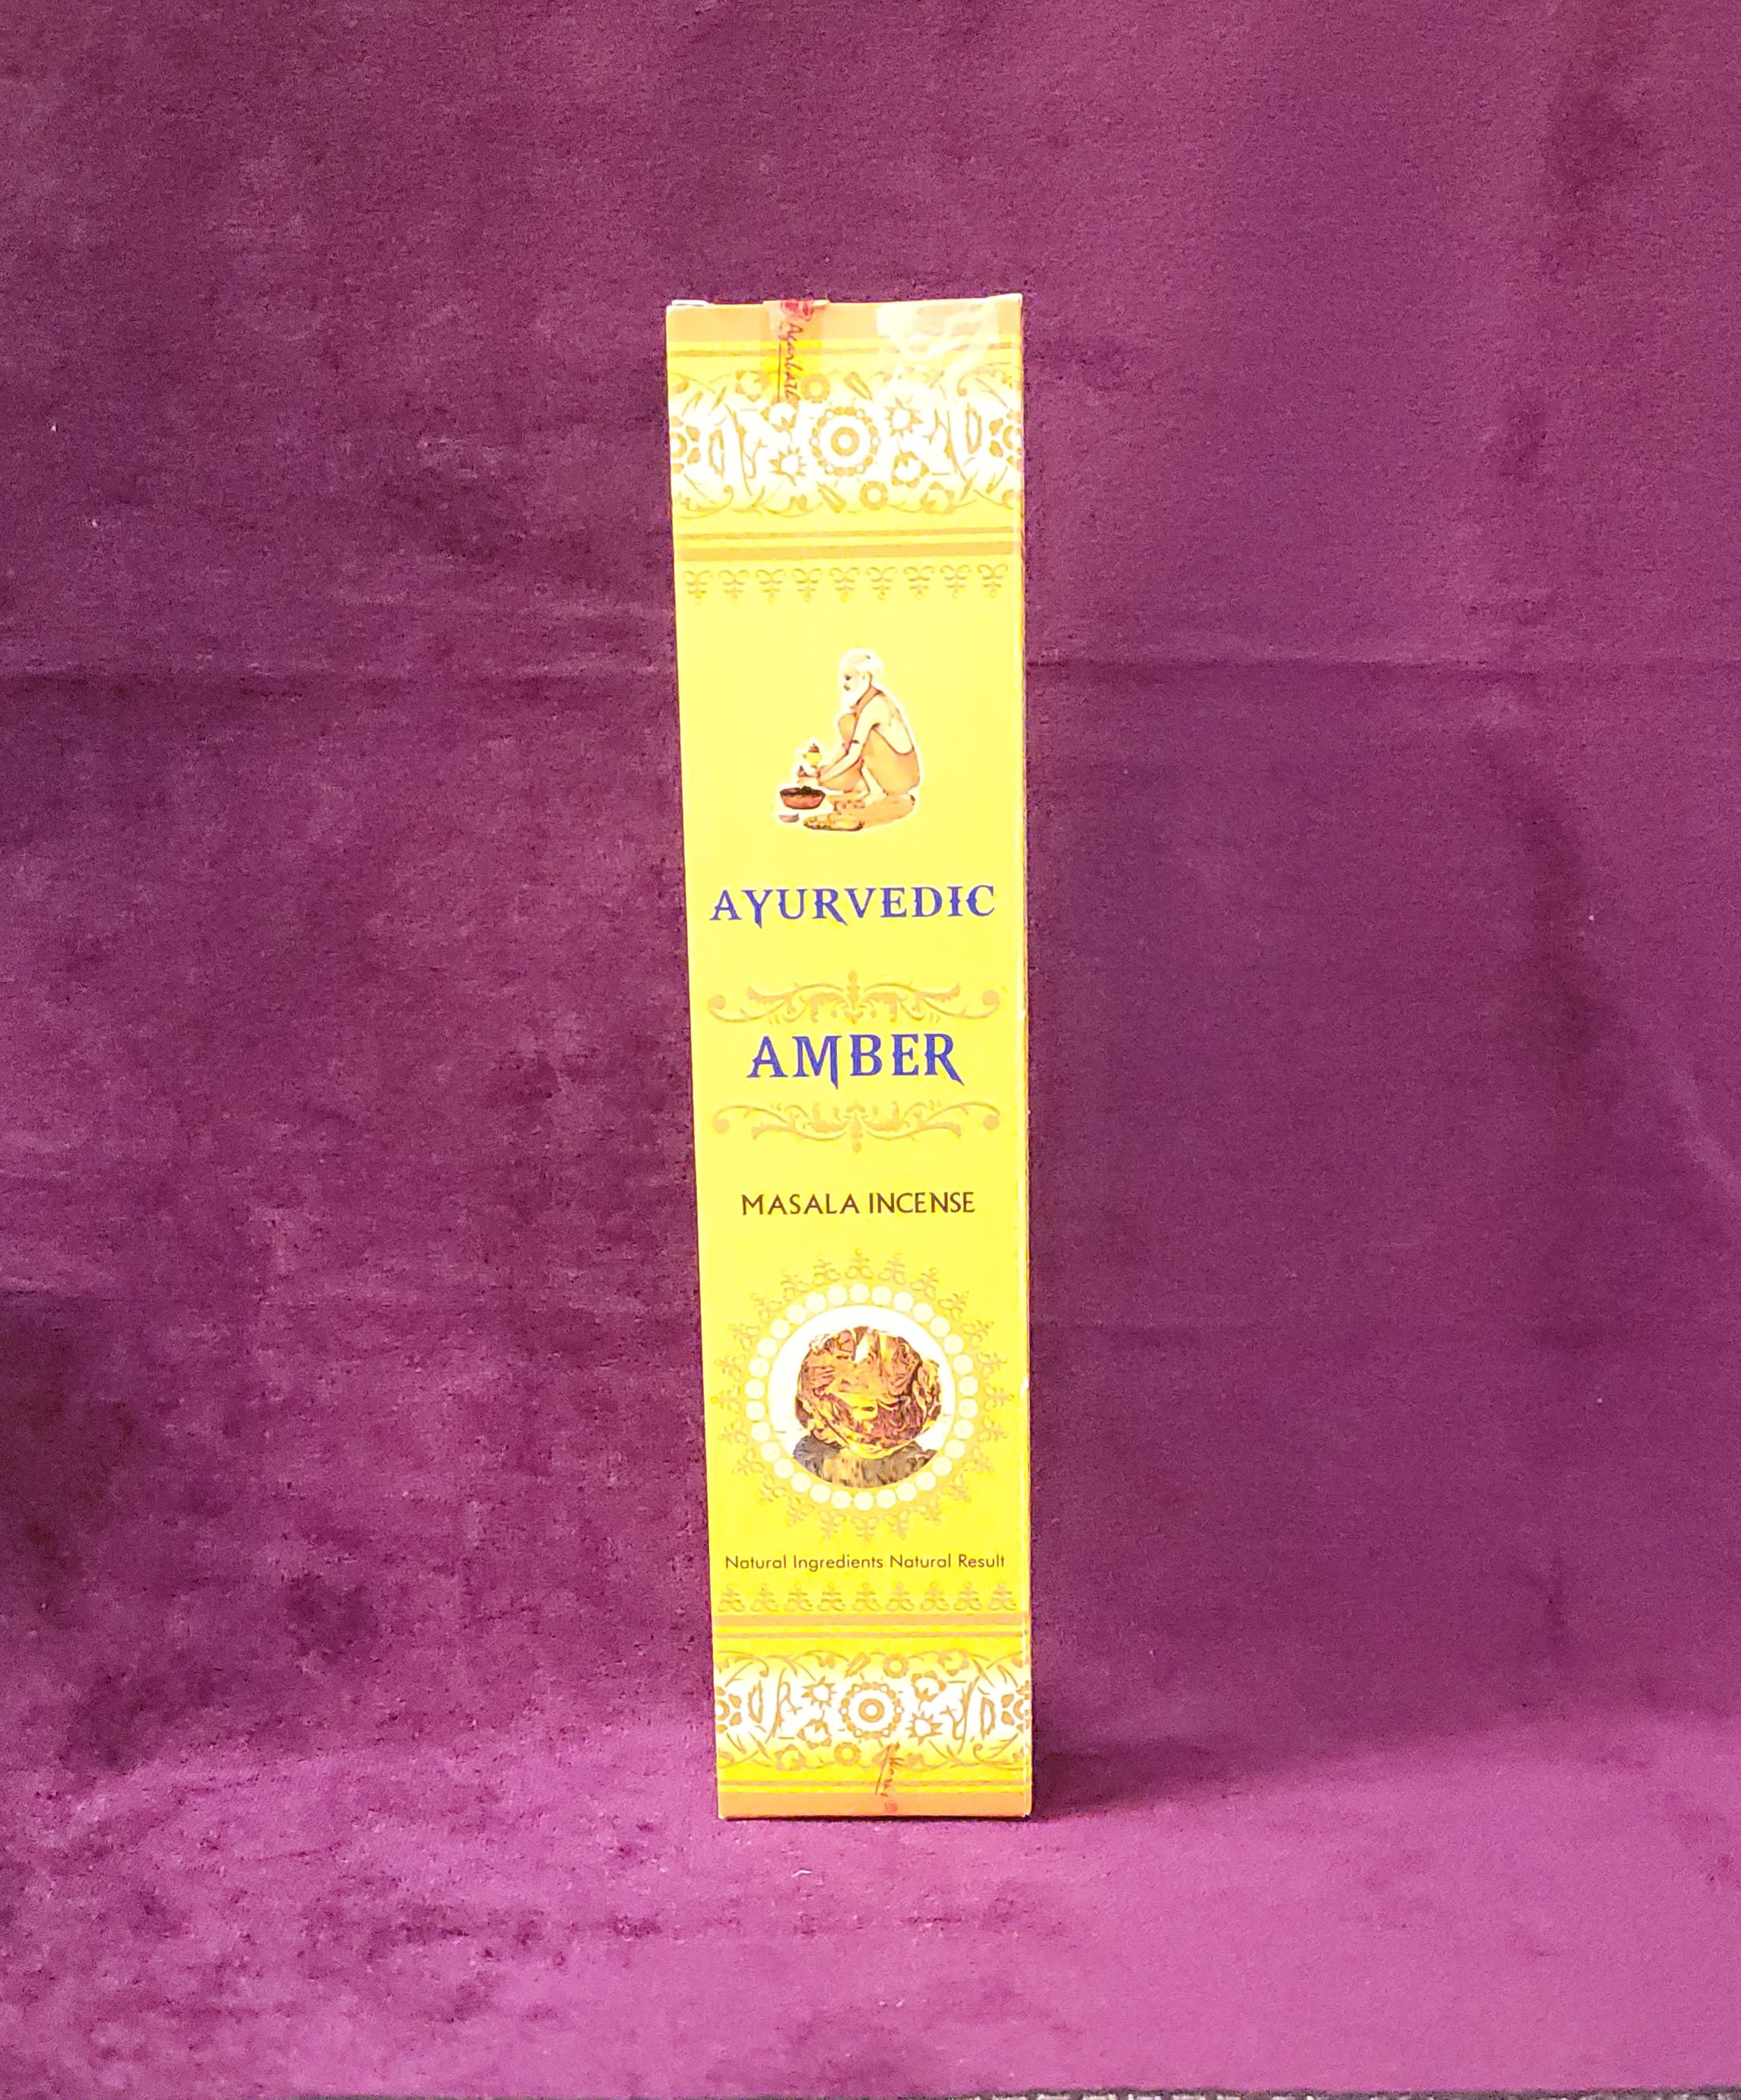 AYURVEDIC
AMBER
MASALA INCENSE
Natural Ingredients Natural Result